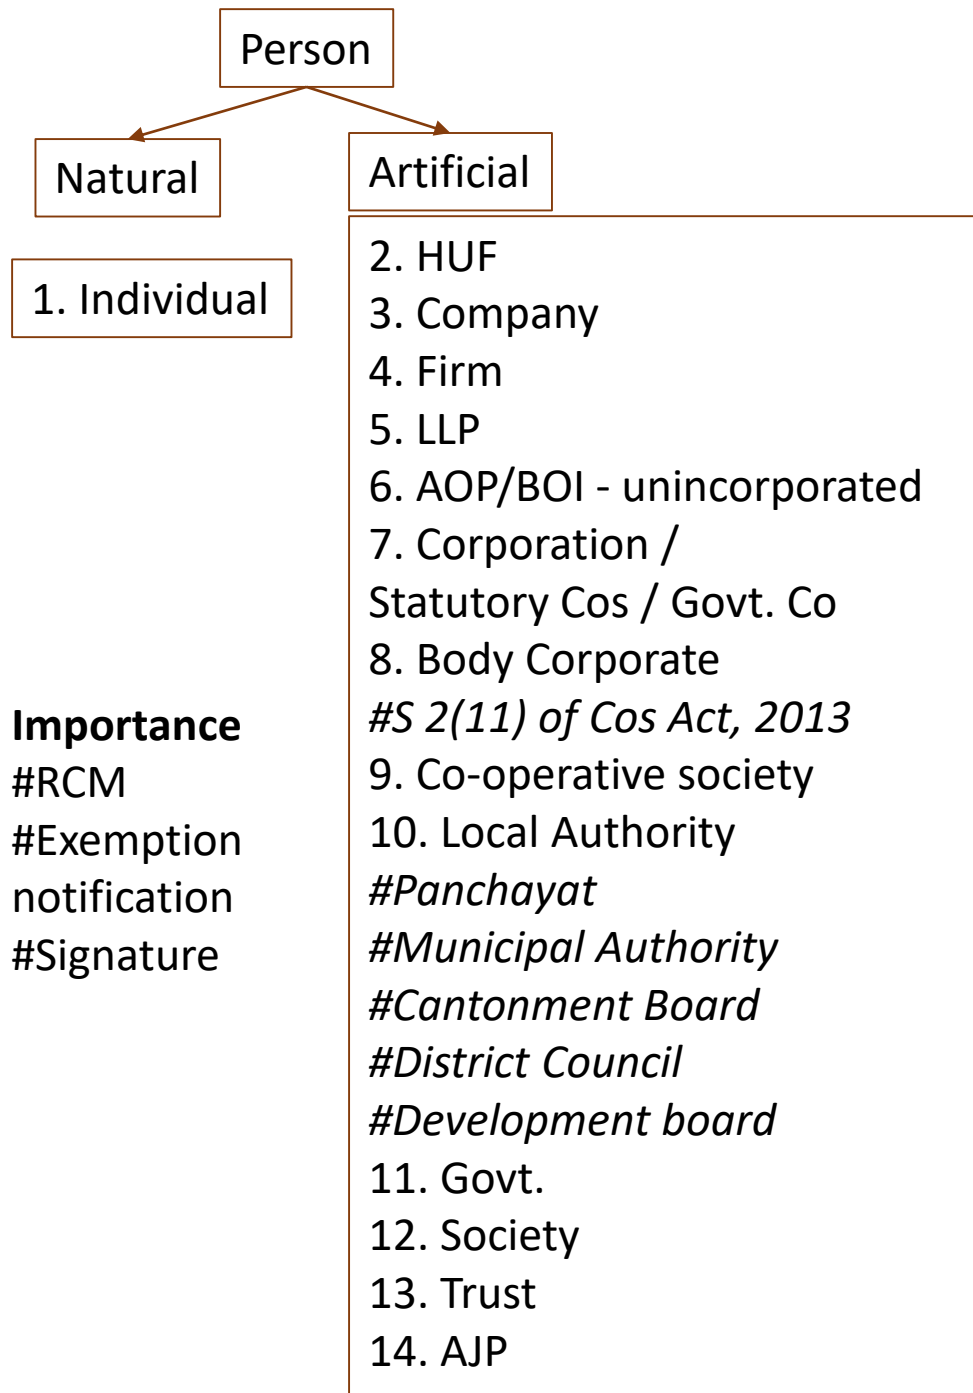 Person
Natural
Artificial
1. Individual
2. HUF
3. Company
4. Firm
5. LLP
6. AOP/BOI - unincorporated
7. Corporation /
Statutory Cos / Govt. Co
8. Body Corporate
#S 2(11) of Cos Act, 2013
9. Co-operative society
10. Local Authority
#Panchayat
#Municipal Authority
#Cantonment Board
#District Council
#Development board
11. Govt.
12. Society
13. Trust
14. AJP
Importance
#RCM
#Exemption
notification
#Signature